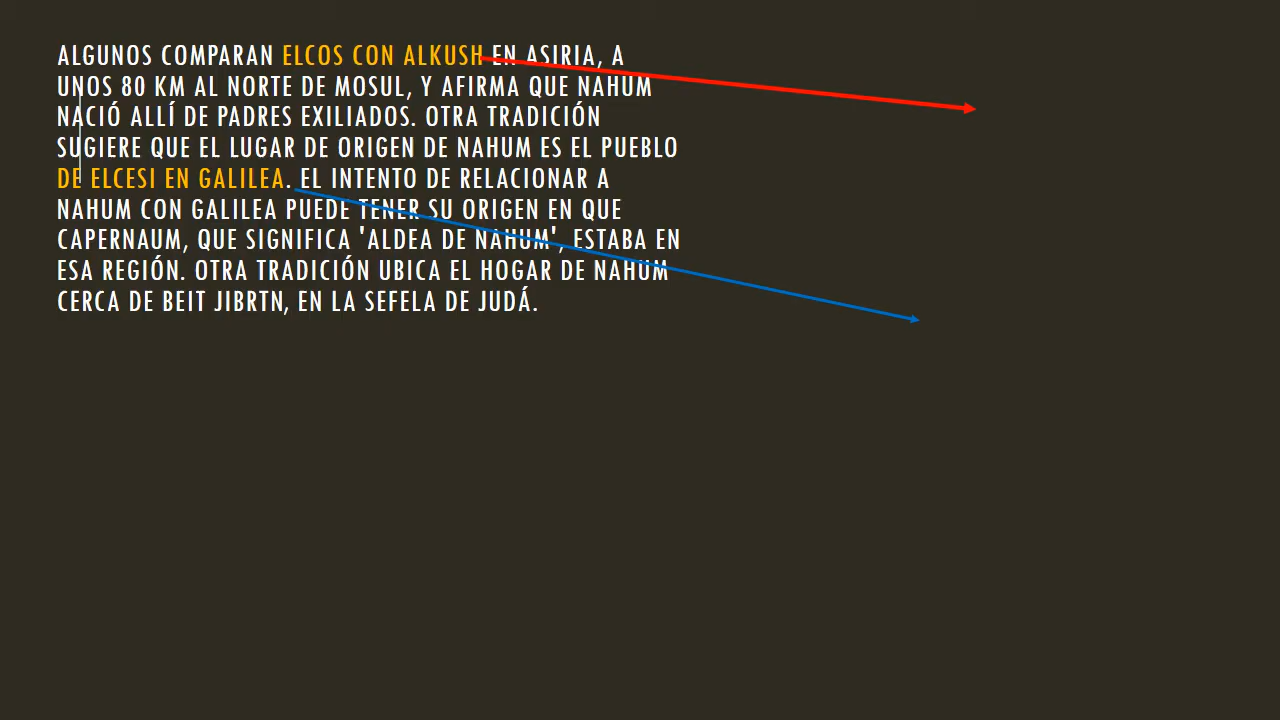 ALGUNOS COMPARAN ELCOS CON ALKUSH EN ASIRIA, A
UNOS 80 KM AL NORTE DE MOSUL, Y AFIRMA QUE NAHUM
NACIÓ ALLÍ DE PADRES EXILIADOS. OTRA TRADICIÓN
SUGIERE QUE EL LUGAR DE ORIGEN DE NAHUM ES EL PUEBLO
DE ELCESI EN GALILEA. EL INTENTO DE RELACIONAR A
NAHUM CON GALILEA PUEDE TENER SU ORIGEN EN QUE
CAPERNAUM, QUE SIGNIFICA 'ALDEA DE NAHUM', ESTABA EN
ESA REGIÓN. OTRA TRADICIÓN UBICA EL HOGAR DE NAHUM
CERCA DE BEIT JIBRTN, EN LA SEFELA DE JUDÁ.